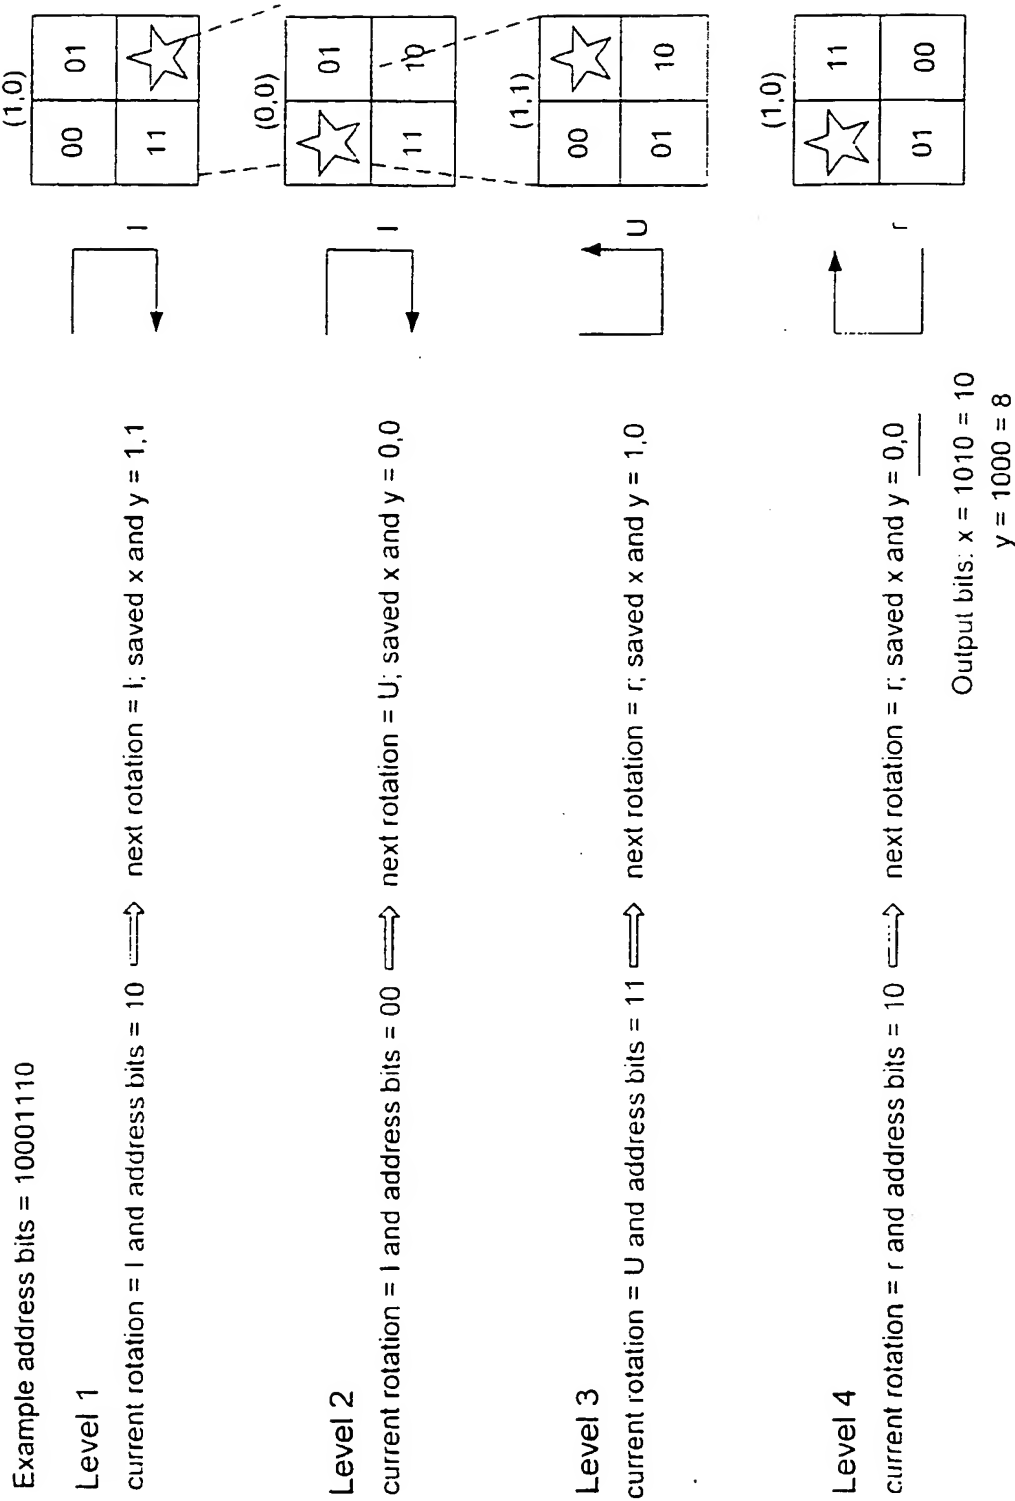 Example address bits = 10001110
(1,0)
Level 1
00 01
current rotation = l and address bits = 10 ⇒ next rotation = l; saved x and y = 1,1
l
11
(0,0)
Level 2
01
current rotation = l and address bits = 00 ⇒ next rotation = U; saved x and y = 0,0
l
11 10
(1,1)
Level 3
00
current rotation = U and address bits = 11 ⇒ next rotation = r; saved x and y = 1,0
U
01 10
(1,0)
Level 4
11
current rotation = r and address bits = 10 ⇒ next rotation = r; saved x and y = 0,0
r
01 00
Output bits: x = 1010 = 10
y = 1000 = 8